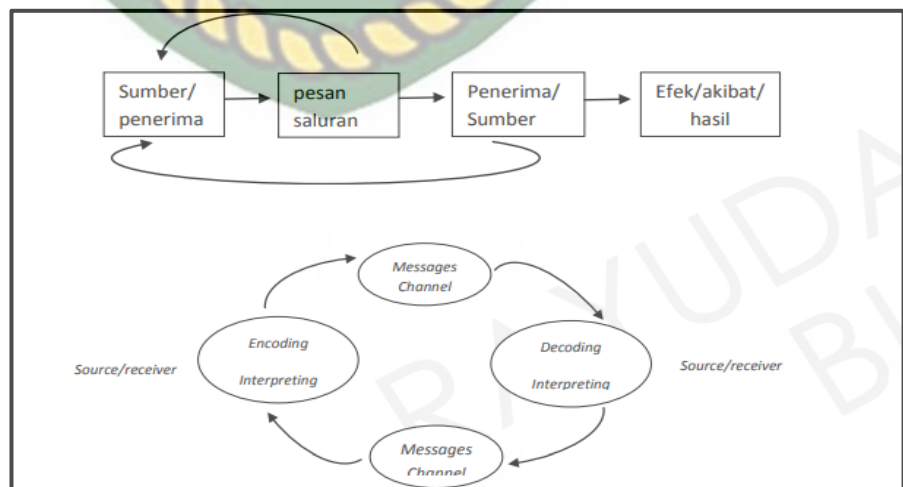 Sumber/
penerima
pesan
saluran
Penerima/
Sumber
Efek/akibat/
hasil
Messages
Channel
Source/receiver
Encoding
Interpreting
Decoding
Interpreting
Source/receiver
Messages
Channel
RAYUDA